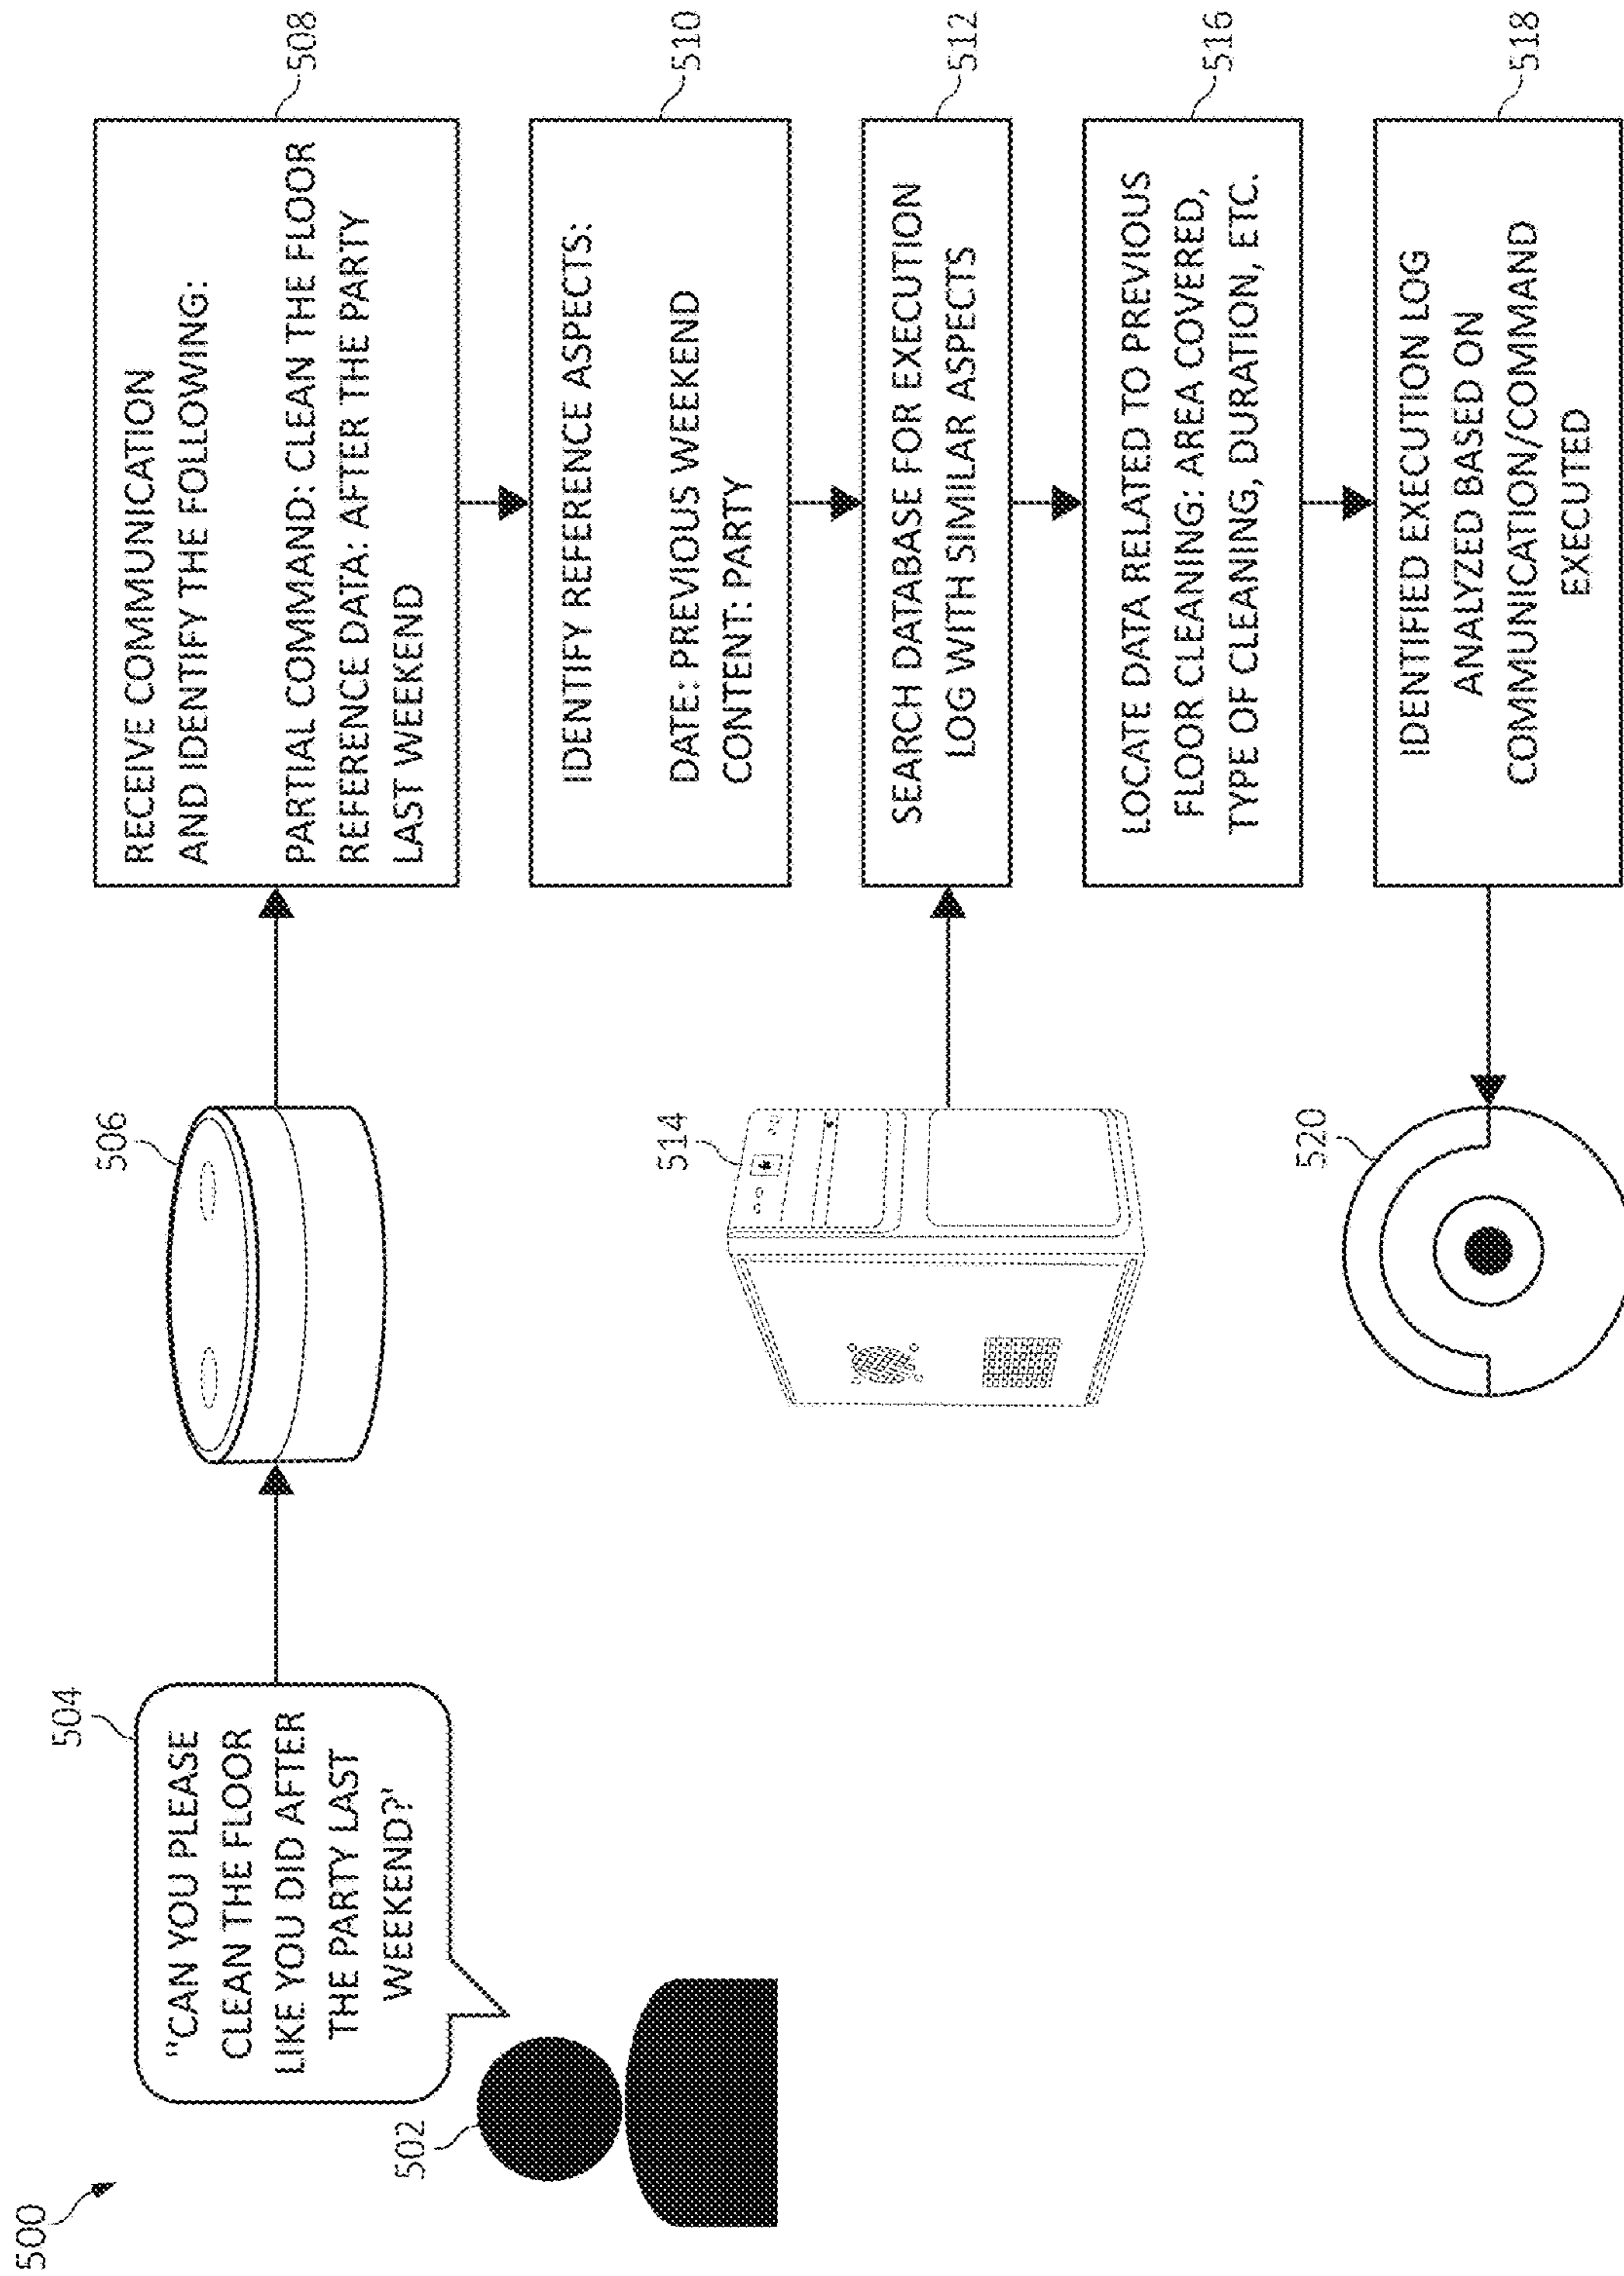 500
502
504
"CAN YOU PLEASE
CLEAN THE FLOOR
LIKE YOU DID AFTER
THE PARTY LAST
WEEKEND?'
506
RECEIVE COMMUNICATION
AND IDENTIFY THE FOLLOWING:
PARTIAL COMMAND: CLEAN THE FLOOR
REFERENCE DATA: AFTER THE PARTY
LAST WEEKEND
508
IDENTIFY REFERENCE ASPECTS:
DATE: PREVIOUS WEEKEND
CONTENT: PARTY
510
514
SEARCH DATABASE FOR EXECUTION
LOG WITH SIMILAR ASPECTS
512
LOCATE DATA RELATED TO PREVIOUS
FLOOR CLEANING: AREA COVERED,
TYPE OF CLEANING, DURATION, ETC.
516
520
IDENTIFIED EXECUTION LOG
ANALYZED BASED ON
COMMUNICATION/COMMAND
EXECUTED
518